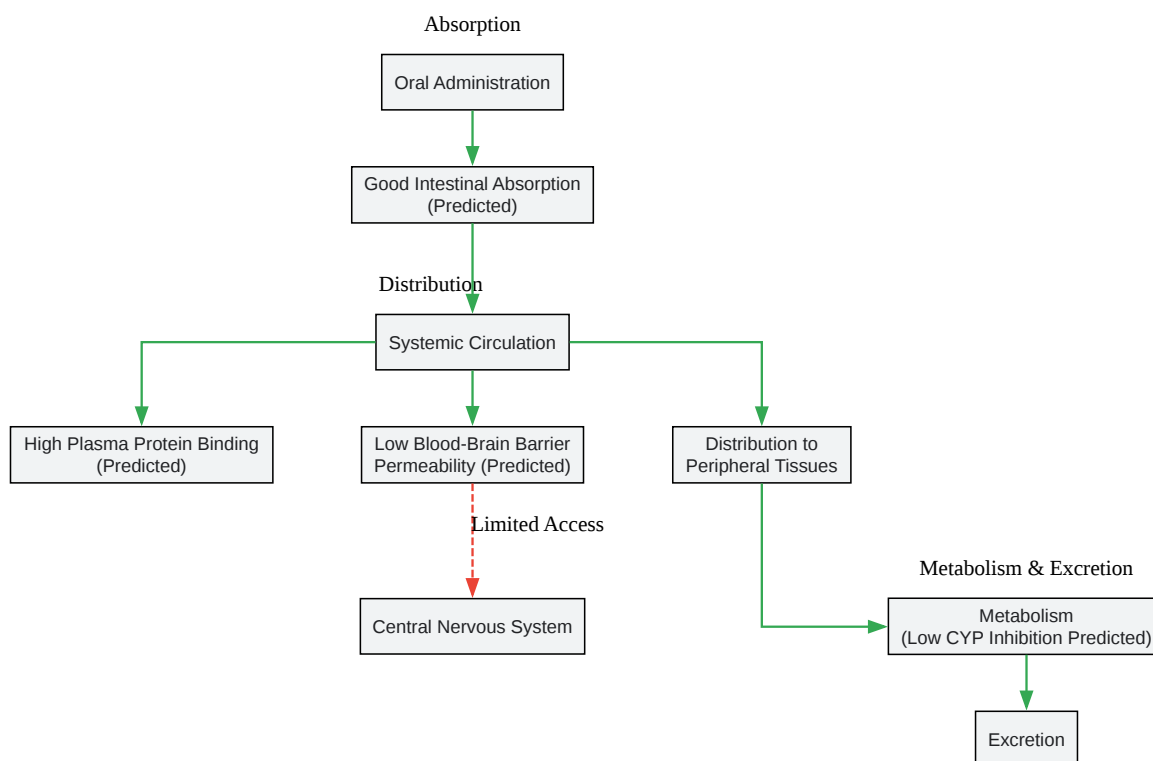 Absorption
Oral Administration
Good Intestinal Absorption
(Predicted)
Distribution
Systemic Circulation
High Plasma Protein Binding
(Predicted)
Low Blood-Brain Barrier
Permeability (Predicted)
Distribution to
Peripheral Tissues
Limited Access
Central Nervous System
Metabolism & Excretion
Metabolism
(Low CYP Inhibition Predicted)
Excretion